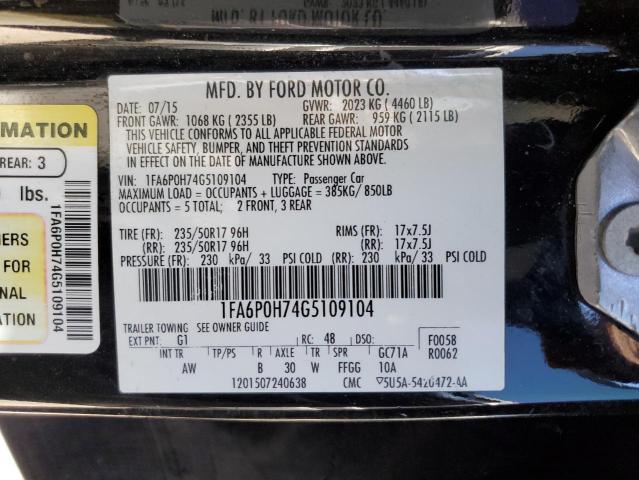 MFD. BY FORD MOTOR CO.
DATE: 07/15 GVWR: 2023 KG ( 4460 LB)
FRONT GAWR: 1068 KG ( 2355 LB) REAR GAWR: 959 KG ( 2115 LB)
THIS VEHICLE CONFORMS TO ALL APPLICABLE FEDERAL MOTOR
VEHICLE SAFETY, BUMPER, AND THEFT PREVENTION STANDARDS
IN EFFECT ON THE DATE OF MANUFACTURE SHOWN ABOVE.
VIN: 1FA6P0H74G5109104 TYPE: Passenger Car
MAXIMUM LOAD = OCCUPANTS + LUGGAGE = 385KG/ 850LB
OCCUPANTS = 5 TOTAL; 2 FRONT, 3 REAR
TIRE (FR): 235/50R17 96H RIMS (FR): 17x7.5J
(RR): 235/50R17 96H (RR): 17x7.5J
PRESSURE (FR): 230 kPa/ 33 PSI COLD (RR): 230 kPa/ 33 PSI COLD
1FA6P0H74G5109104
TRAILER TOWING - SEE OWNER GUIDE
EXT PNT: G1 RC: 48 DSO: F0058
INT TR TP/PS R AXLE TR SPR GC71A R0062
AW B 30 W FFGG 10A
1201507240638 CMC 5U5A-5420472-AA
RMATION
REAR: 3
lbs.
1FA6P0H74G5109104
FOR